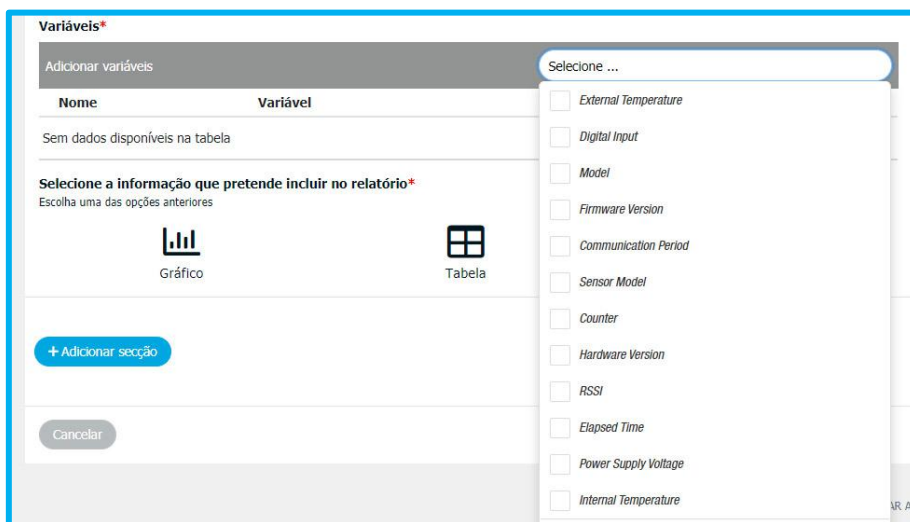 Variáveis*
Adicionar variáveis
Selecione ...
Nome Variável
Sem dados disponíveis na tabela
Selecione a informação que pretende incluir no relatório*
Escolha uma das opções anteriores
Gráfico Tabela
+ Adicionar secção
Cancelar
External Temperature
Digital Input
Model
Firmware Version
Communication Period
Sensor Model
Counter
Hardware Version
RSSI
Elapsed Time
Power Supply Voltage
Internal Temperature